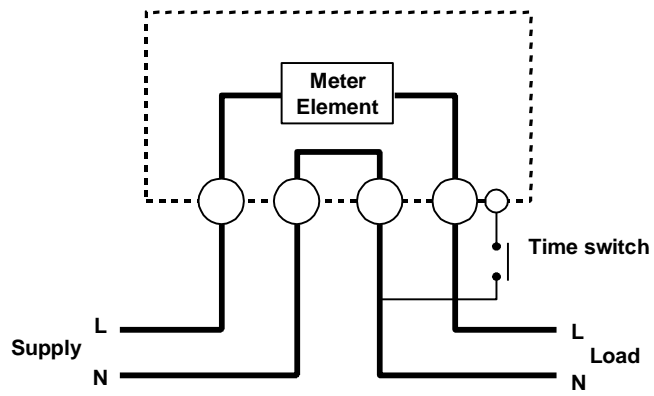 Meter
Element
Time switch
L
Supply
N
L
Load
N